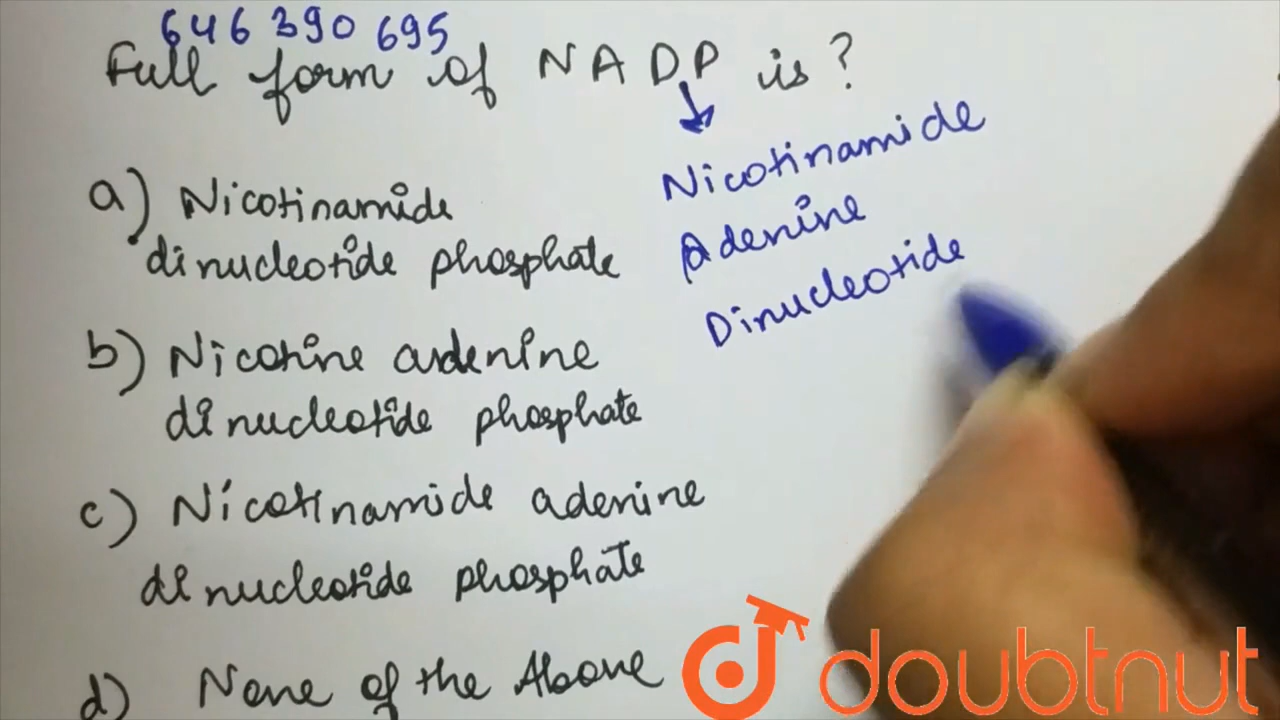 646 390 695
Full form of NADP is?
Nicotinamide
Adenine
Dinucleotide
a) Nicotinamide
dinucleotide phosphate
b) Nicotine adenine
dinucleotide phosphate
c) Nicotinamide adenine
dinucleotide phosphate
d) None of the Above
doubtnut